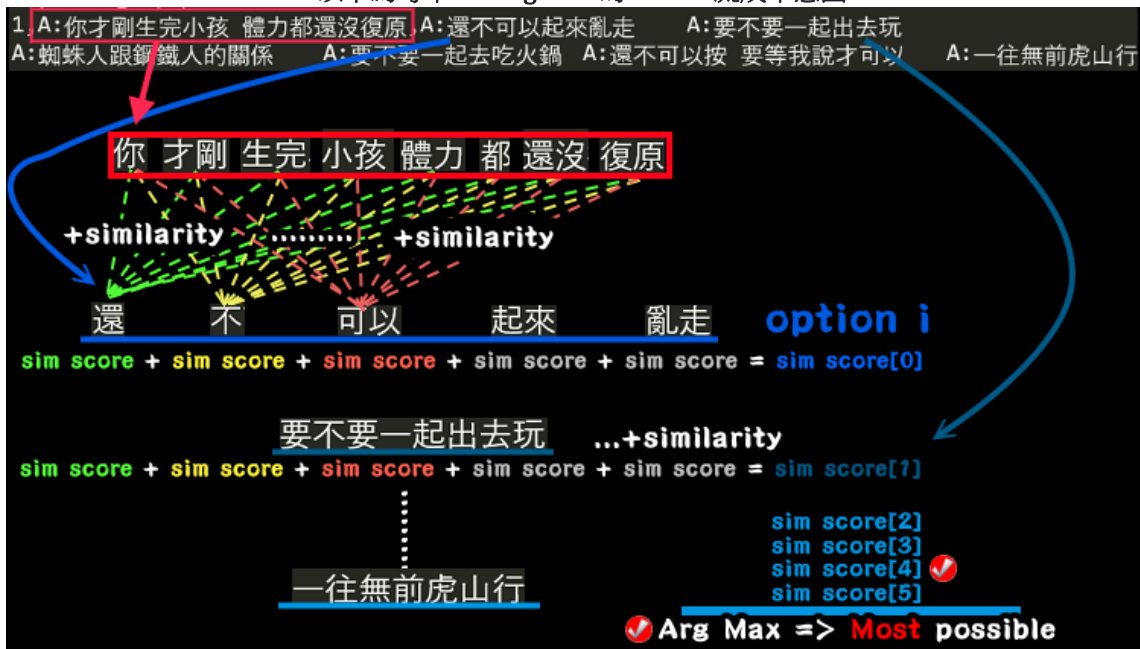 1,A:你才剛生完小孩 體力都還沒復原,A:還不可以起來亂走 A:要不要一起出去玩
A:蜘蛛人跟鋼鐵人的關係 A:要不要一起去吃火鍋 A:還不可以按 要等我說才可以 A:一往無前虎山行
你 才剛 生完 小孩 體力 都 還沒 復原
+similarity ......... +similarity
還 不 可以 起來 亂走 option i
sim score + sim score + sim score + sim score + sim score = sim score[0]
要不要一起出去玩 ...+similarity
sim score + sim score + sim score + sim score + sim score = sim score[1]
sim score[2]
sim score[3]
sim score[4]
一往無前虎山行
sim score[5]
Arg Max => Most possible